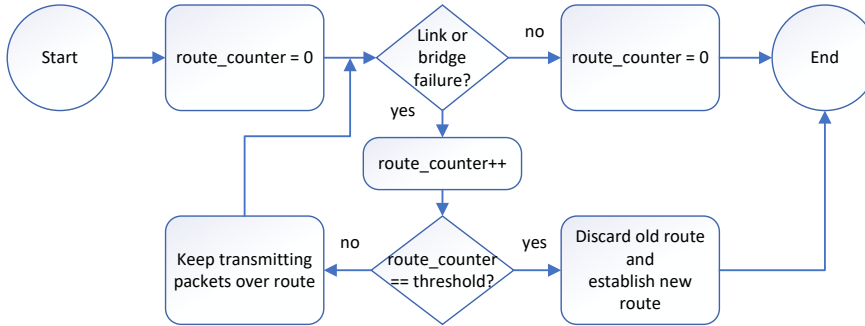 Start
route_counter = 0
Link or
bridge
failure?
no
route_counter = 0
End
yes
route_counter++
Keep transmitting
packets over route
no
route_counter
== threshold?
yes
Discard old route
and
establish new
route